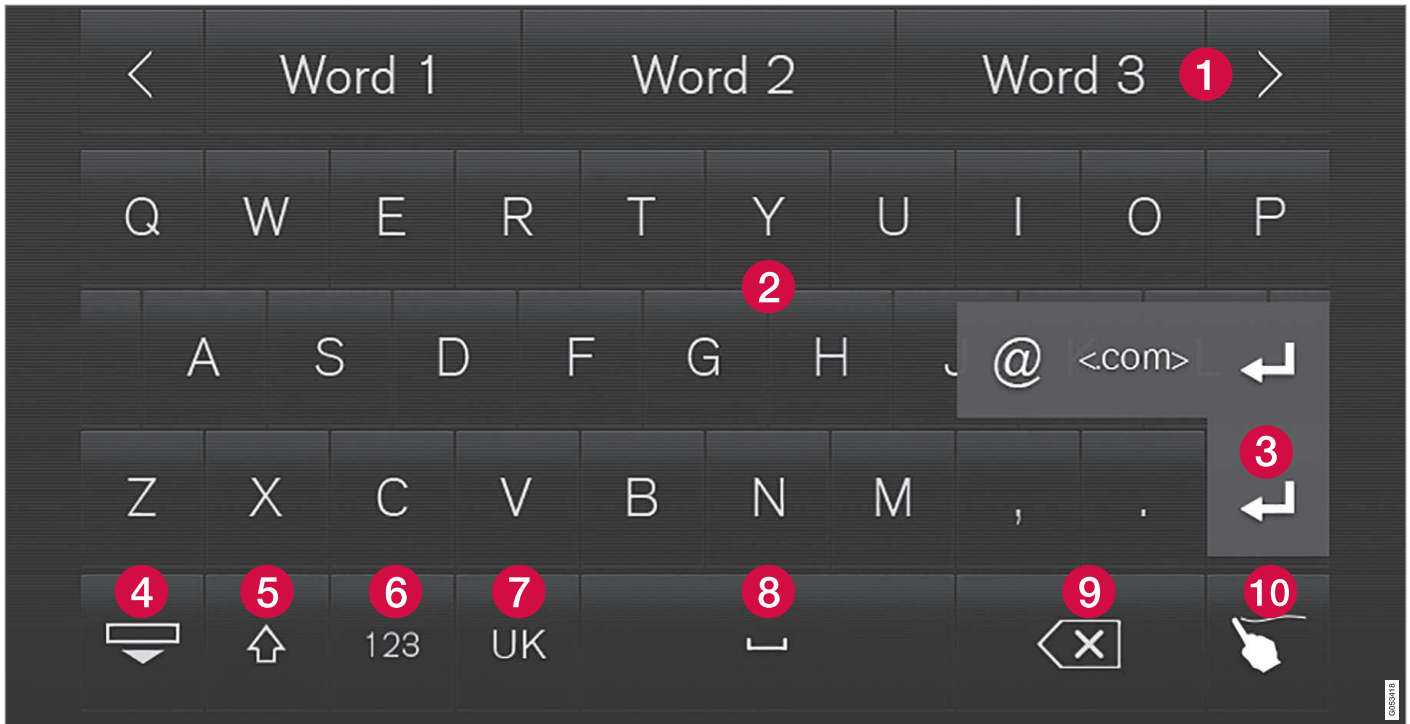 Word 1 Word 2 Word 3 1
Q W E R T Y U I O P
2
A S D F G H J @ K <.com> L
3
Z X C V B N M , .
4 5 6 7 8 9 10
123 UK
G053418